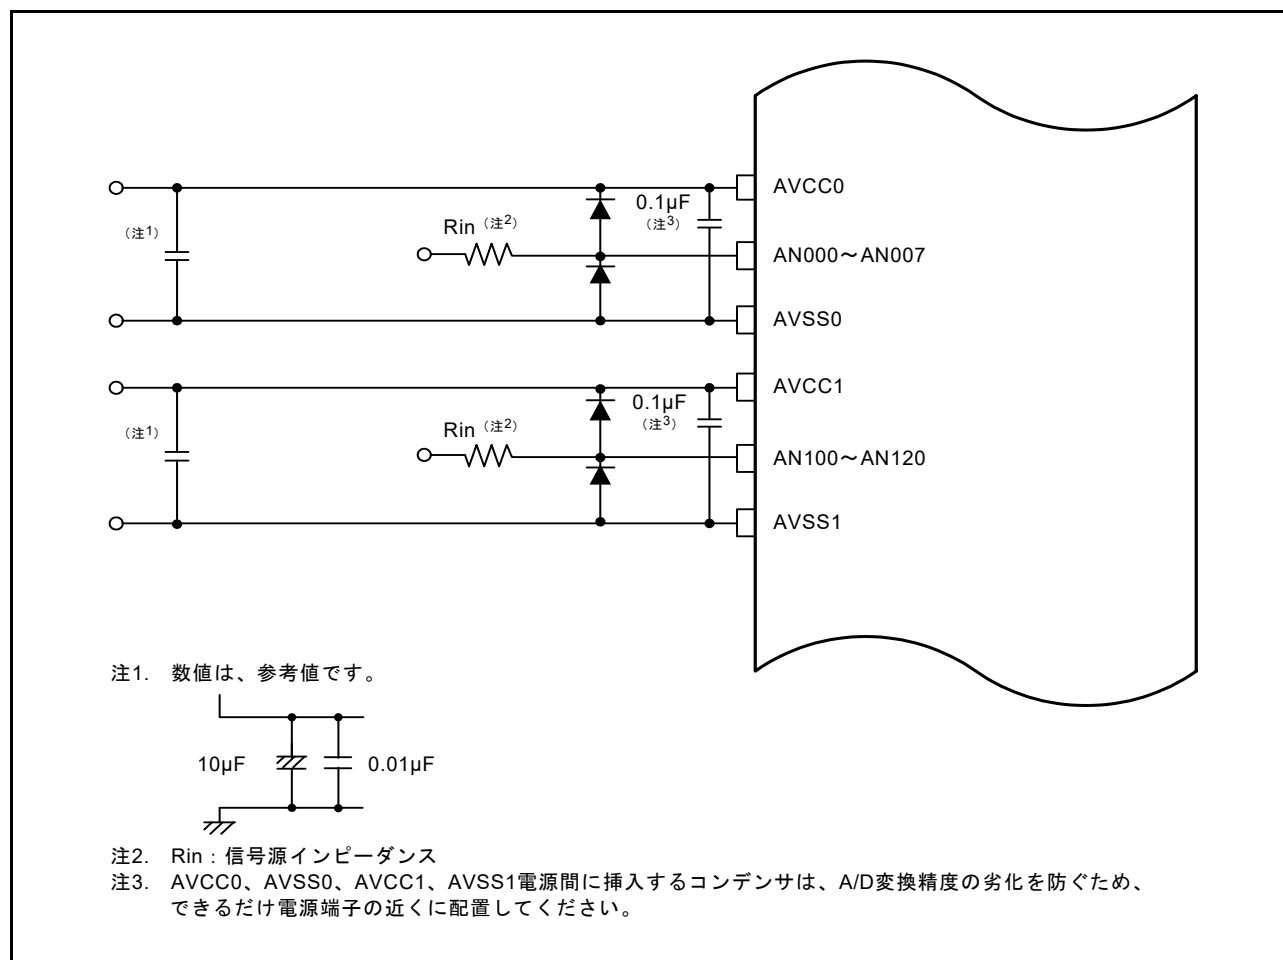 AVCC0
0.1µF
（注3）
Rin（注2）
（注1）
AN000～AN007
AVSS0
AVCC1
0.1µF
（注3）
Rin（注2）
（注1）
AN100～AN120
AVSS1
注1. 数値は、参考値です。
10µF 0.01µF
注2. Rin：信号源インピーダンス
注3. AVCC0、AVSS0、AVCC1、AVSS1電源間に挿入するコンデンサは、A/D変換精度の劣化を防ぐため、
できるだけ電源端子の近くに配置してください。